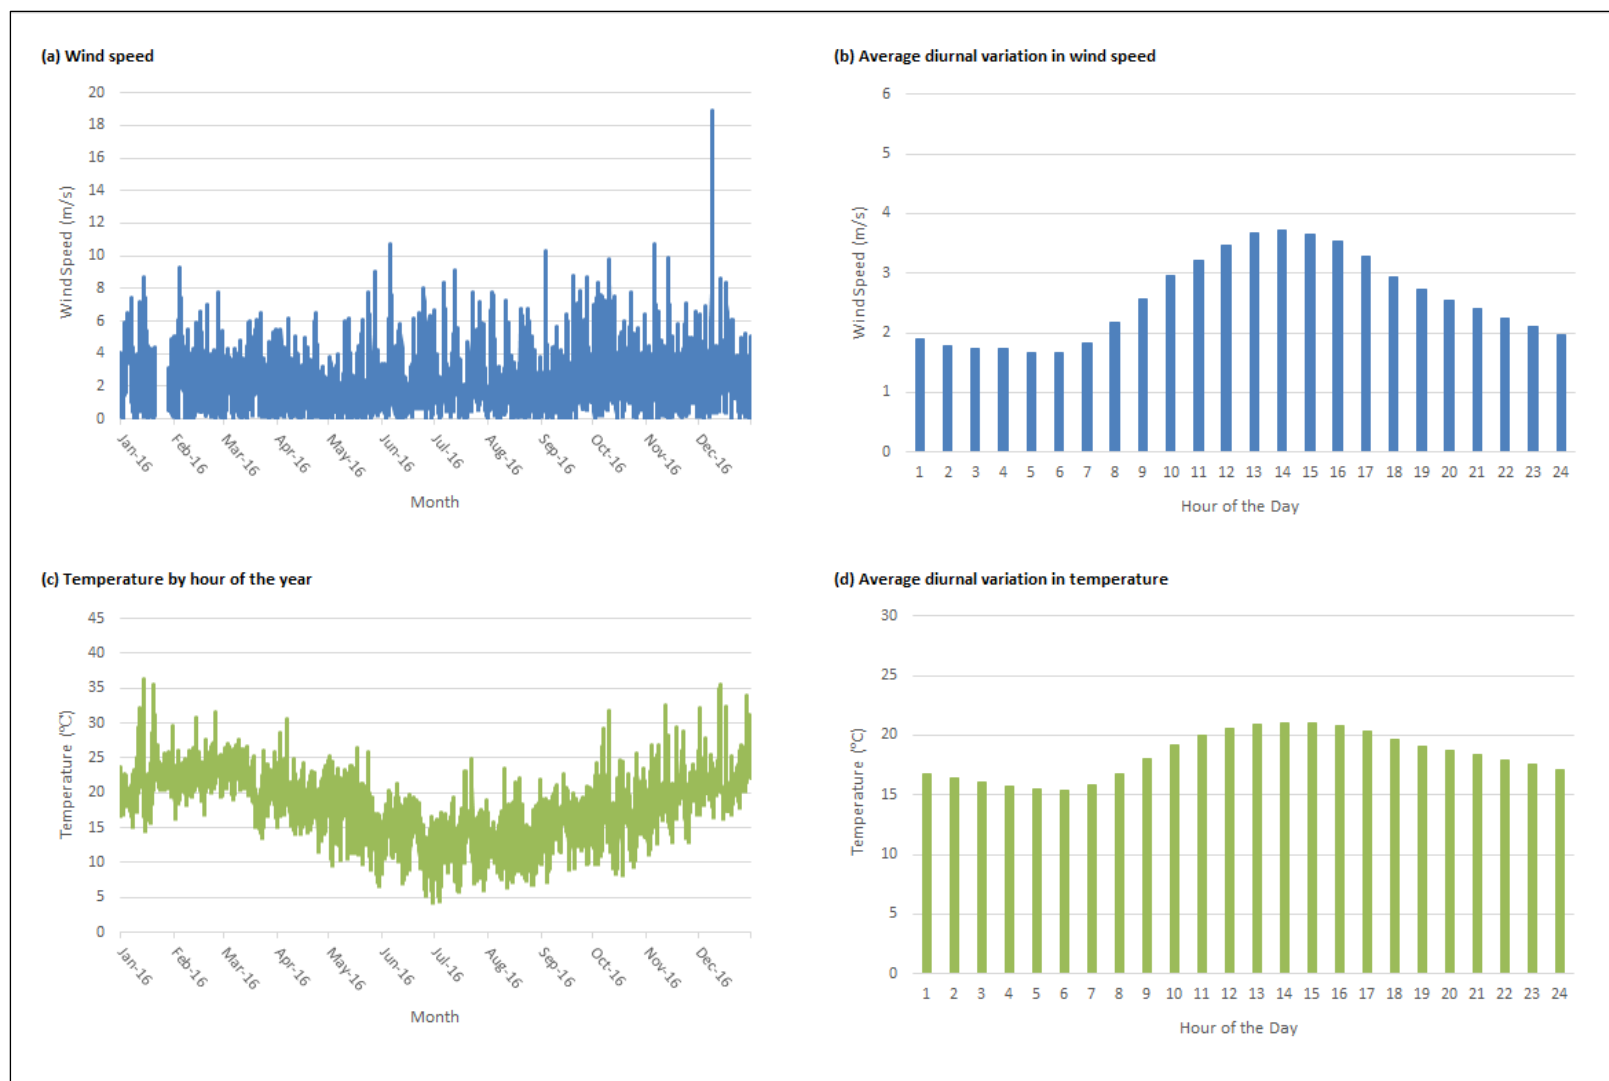 (a) Wind speed
20
18
16
14
12
10
8
6
4
2
0
Wind Speed (m/s)
Jan-16 Feb-16 Mar-16 Apr-16 May-16 Jun-16 Jul-16 Aug-16 Sep-16 Oct-16 Nov-16 Dec-16
Month
(b) Average diurnal variation in wind speed
6
5
4
3
2
1
0
Wind Speed (m/s)
1 2 3 4 5 6 7 8 9 10 11 12 13 14 15 16 17 18 19 20 21 22 23 24
Hour of the Day
(c) Temperature by hour of the year
45
40
35
30
25
20
15
10
5
0
Temperature (°C)
Jan-16 Feb-16 Mar-16 Apr-16 May-16 Jun-16 Jul-16 Aug-16 Sep-16 Oct-16 Nov-16 Dec-16
Month
(d) Average diurnal variation in temperature
30
25
20
15
10
5
0
Temperature (°C)
1 2 3 4 5 6 7 8 9 10 11 12 13 14 15 16 17 18 19 20 21 22 23 24
Hour of the Day